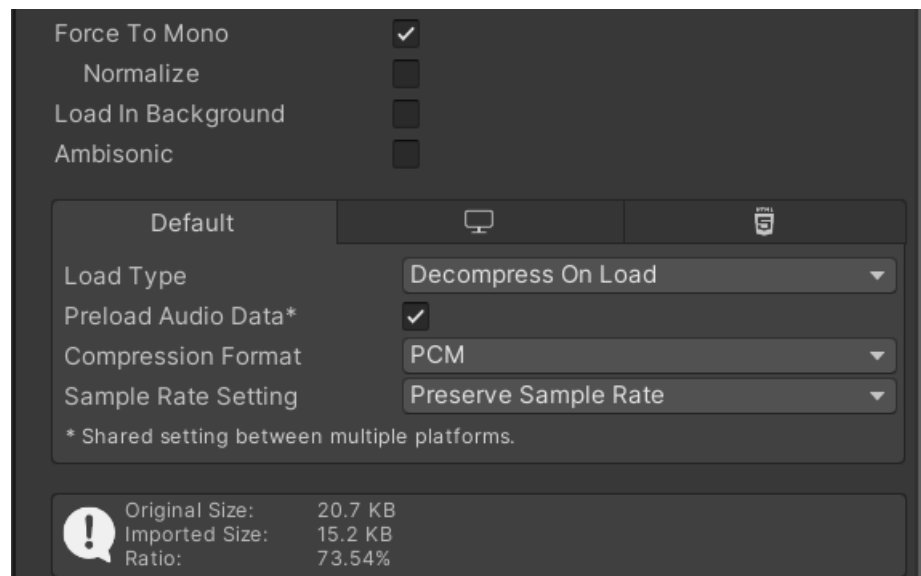 Force To Mono
Normalize
Load In Background
Ambisonic
Default
HTML 5
Load Type Decompress On Load
Preload Audio Data*
Compression Format PCM
Sample Rate Setting Preserve Sample Rate
* Shared setting between multiple platforms.
Original Size: 20.7 KB
Imported Size: 15.2 KB
Ratio: 73.54%